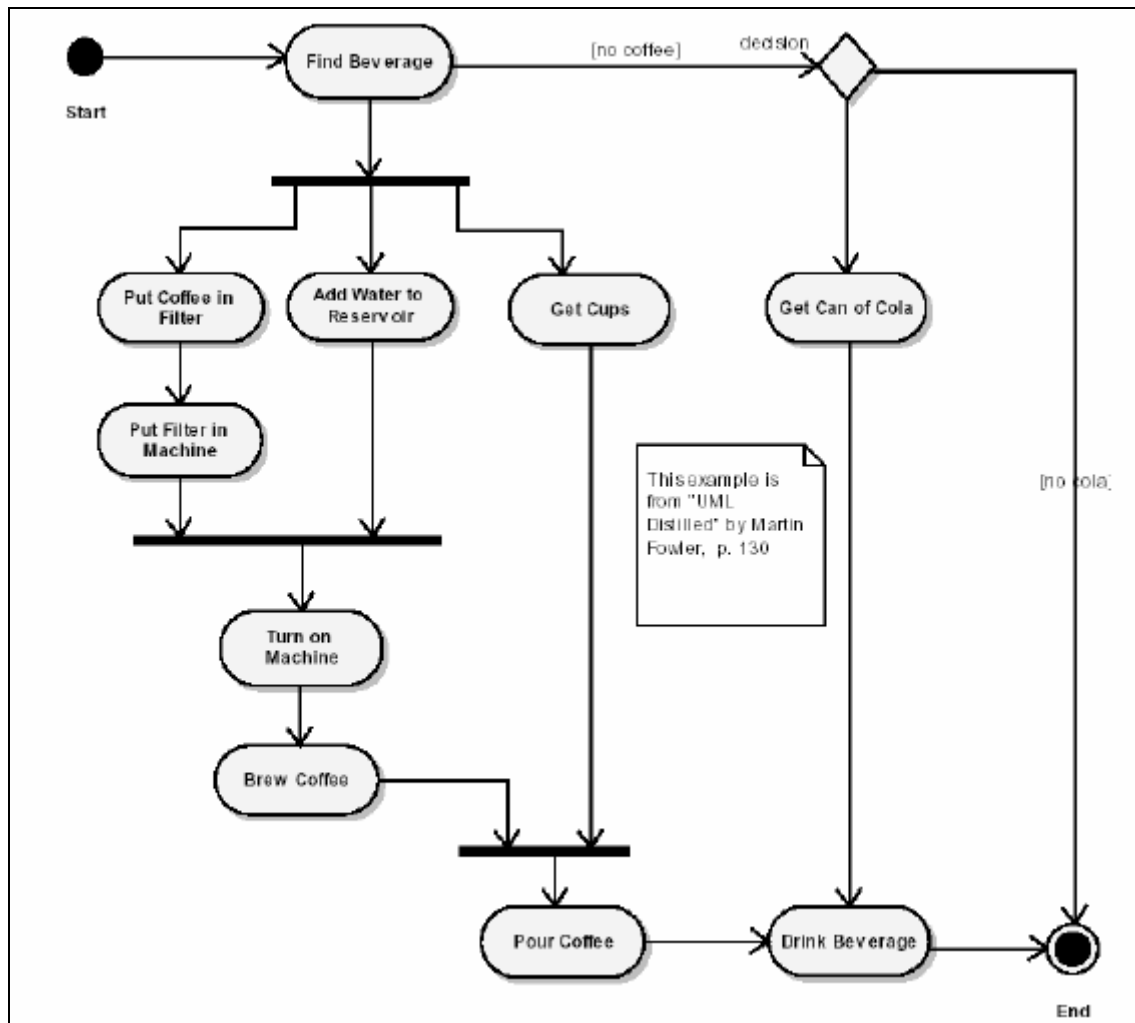 decision
[no coffee]
Find Beverage
Start
Put Coffee in
Filter
Add Water to
Reservoir
Get Cups
Get Can of Cola
Put Filter in
Machine
This example is
from "UML
Distilled" by Martin
Fowler, p. 130
[no cola]
Turn on
Machine
Brew Coffee
Pour Coffee
Drink Beverage
End